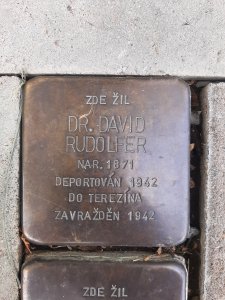 ZDE ŽIL
DR. DAVID
RUDOLFER
NAR. 1871
DEPORTOVÁN 1942
DO TEREZÍNA
ZAVRAŽDĚN 1942
ZDE ŽIL